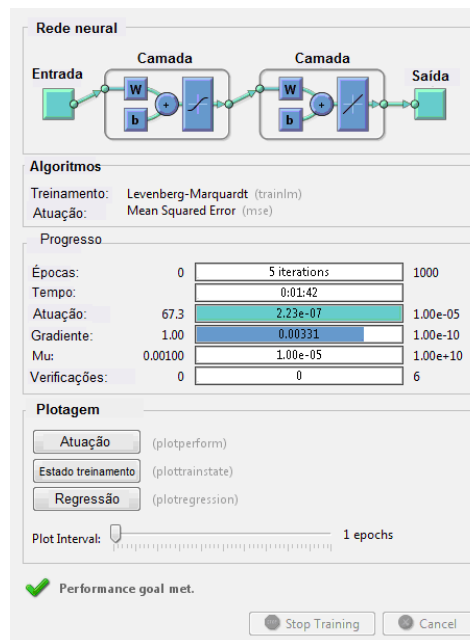 Rede neural
Camada Camada
Entrada Saída
W + b W + b
Algoritmos
Treinamento: Levenberg-Marquardt (trainlm)
Atuação: Mean Squared Error (mse)
Progresso
Épocas: 0 5 iterations 1000
Tempo: 0:01:42
Atuação: 67.3 2.23e-07 1.00e-05
Gradiente: 1.00 0.00331 1.00e-10
Mu: 0.00100 1.00e-05 1.00e+10
Verificações: 0 0 6
Plotagem
Atuação (plotperform)
Estado treinamento (plottrainstate)
Regressão (plotregression)
Plot Interval: 1 epochs
Performance goal met.
Stop Training Cancel